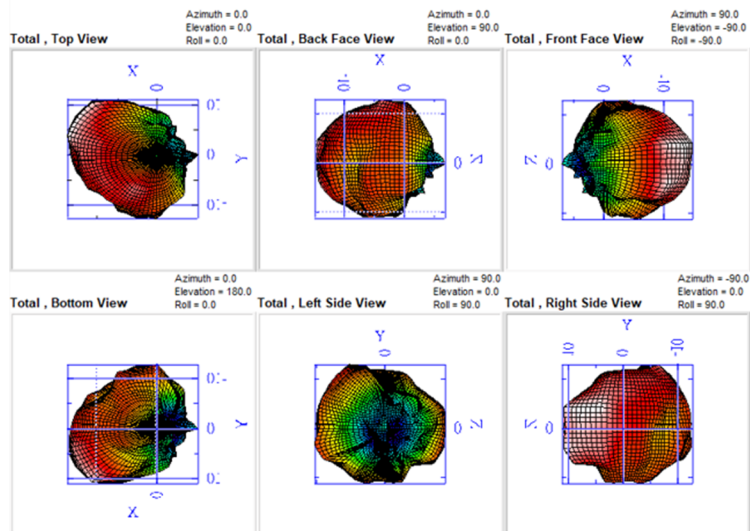 Azimuth = 0.0
Elevation = 0.0
Roll = 0.0
Total , Top View
X
0
0
Y
Azimuth = 0.0
Elevation = 90.0
Roll = 0.0
Total , Back Face View
X
-10
0
0
Z
Azimuth = 90.0
Elevation = -90.0
Roll = -90.0
Total , Front Face View
X
0
-10
Z
0
Azimuth = 0.0
Elevation = 180.0
Roll = 0.0
Total , Bottom View
0
Y
0
X
Azimuth = 90.0
Elevation = 0.0
Roll = 90.0
Total , Left Side View
Y
0
0
Z
Azimuth = -90.0
Elevation = 0.0
Roll = 90.0
Total , Right Side View
Y
10
0
-10
Z
0